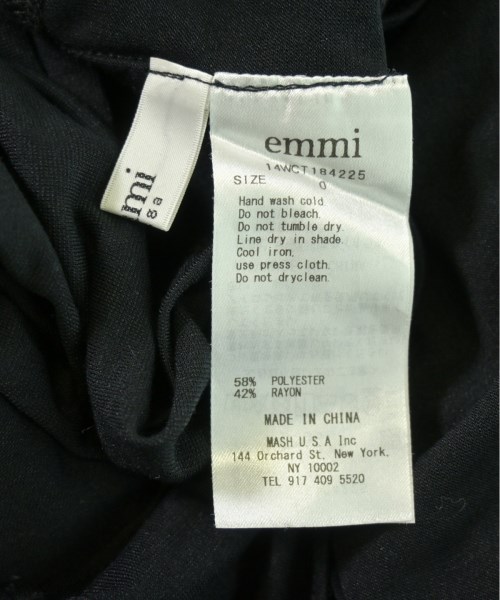 emmi
14WCT184225
SIZE 0
Hand wash cold.
Do not bleach.
Do not tumble dry.
Line dry in shade.
Cool iron,
use press cloth.
Do not dryclean.
58% POLYESTER
42% RAYON
MADE IN CHINA
MASH U.S.A Inc
144 Orchard St. New York.
NY 10002
TEL 917 409 5520
mi